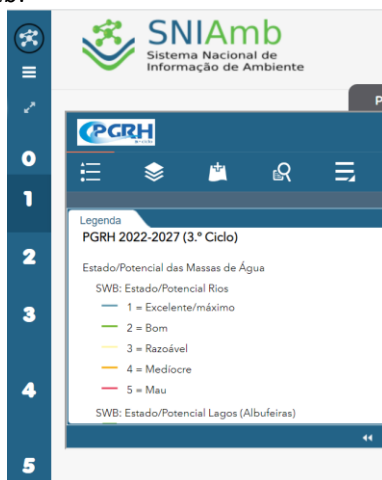 SNIAmb
Sistema Nacional de
Informação de Ambiente
P
PGRH
0
1
2
3
4
5
Legenda
PGRH 2022-2027 (3.º Ciclo)
Estado/Potencial das Massas de Água
SWB: Estado/Potencial Rios
1 = Excelente/máximo
2 = Bom
3 = Razoável
4 = Medíocre
5 = Mau
SWB: Estado/Potencial Lagos (Albufeiras)